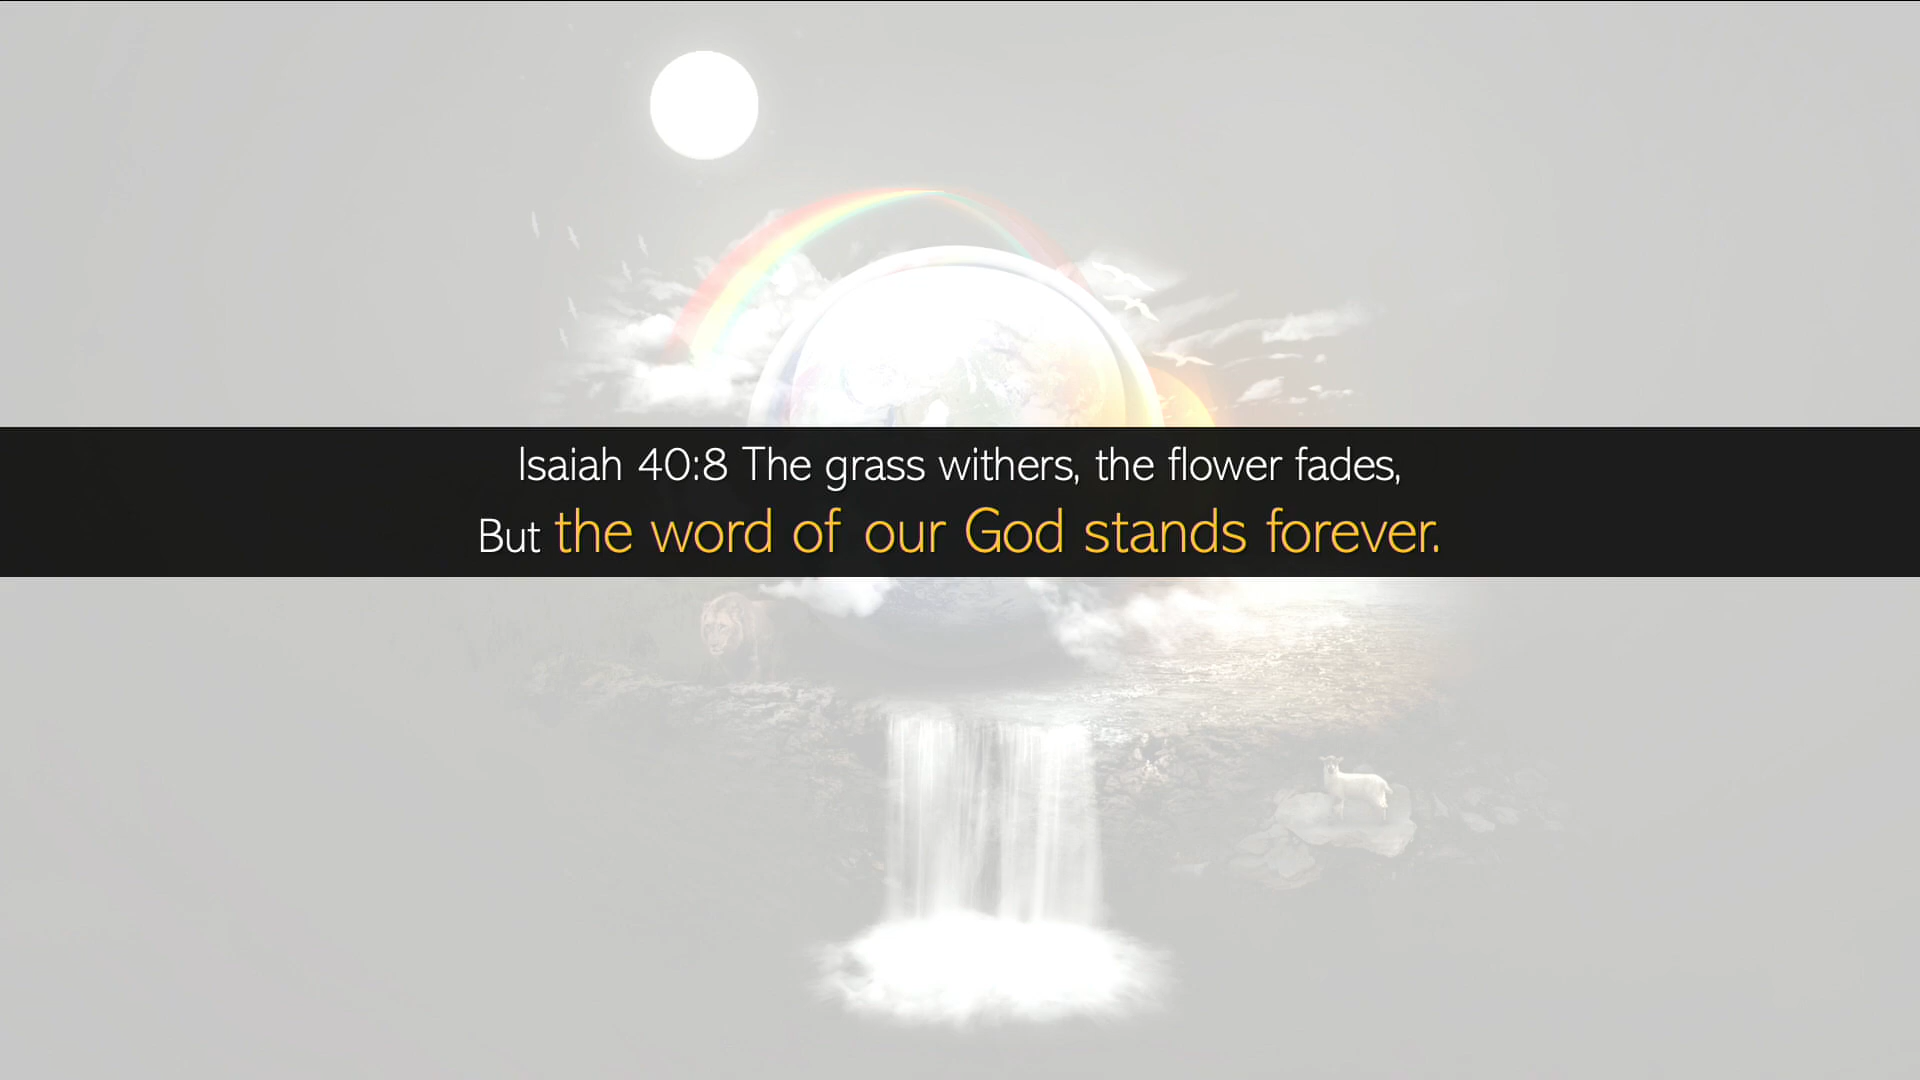 Isaiah 40:8 The grass withers, the flower fades,
But the word of our God stands forever.